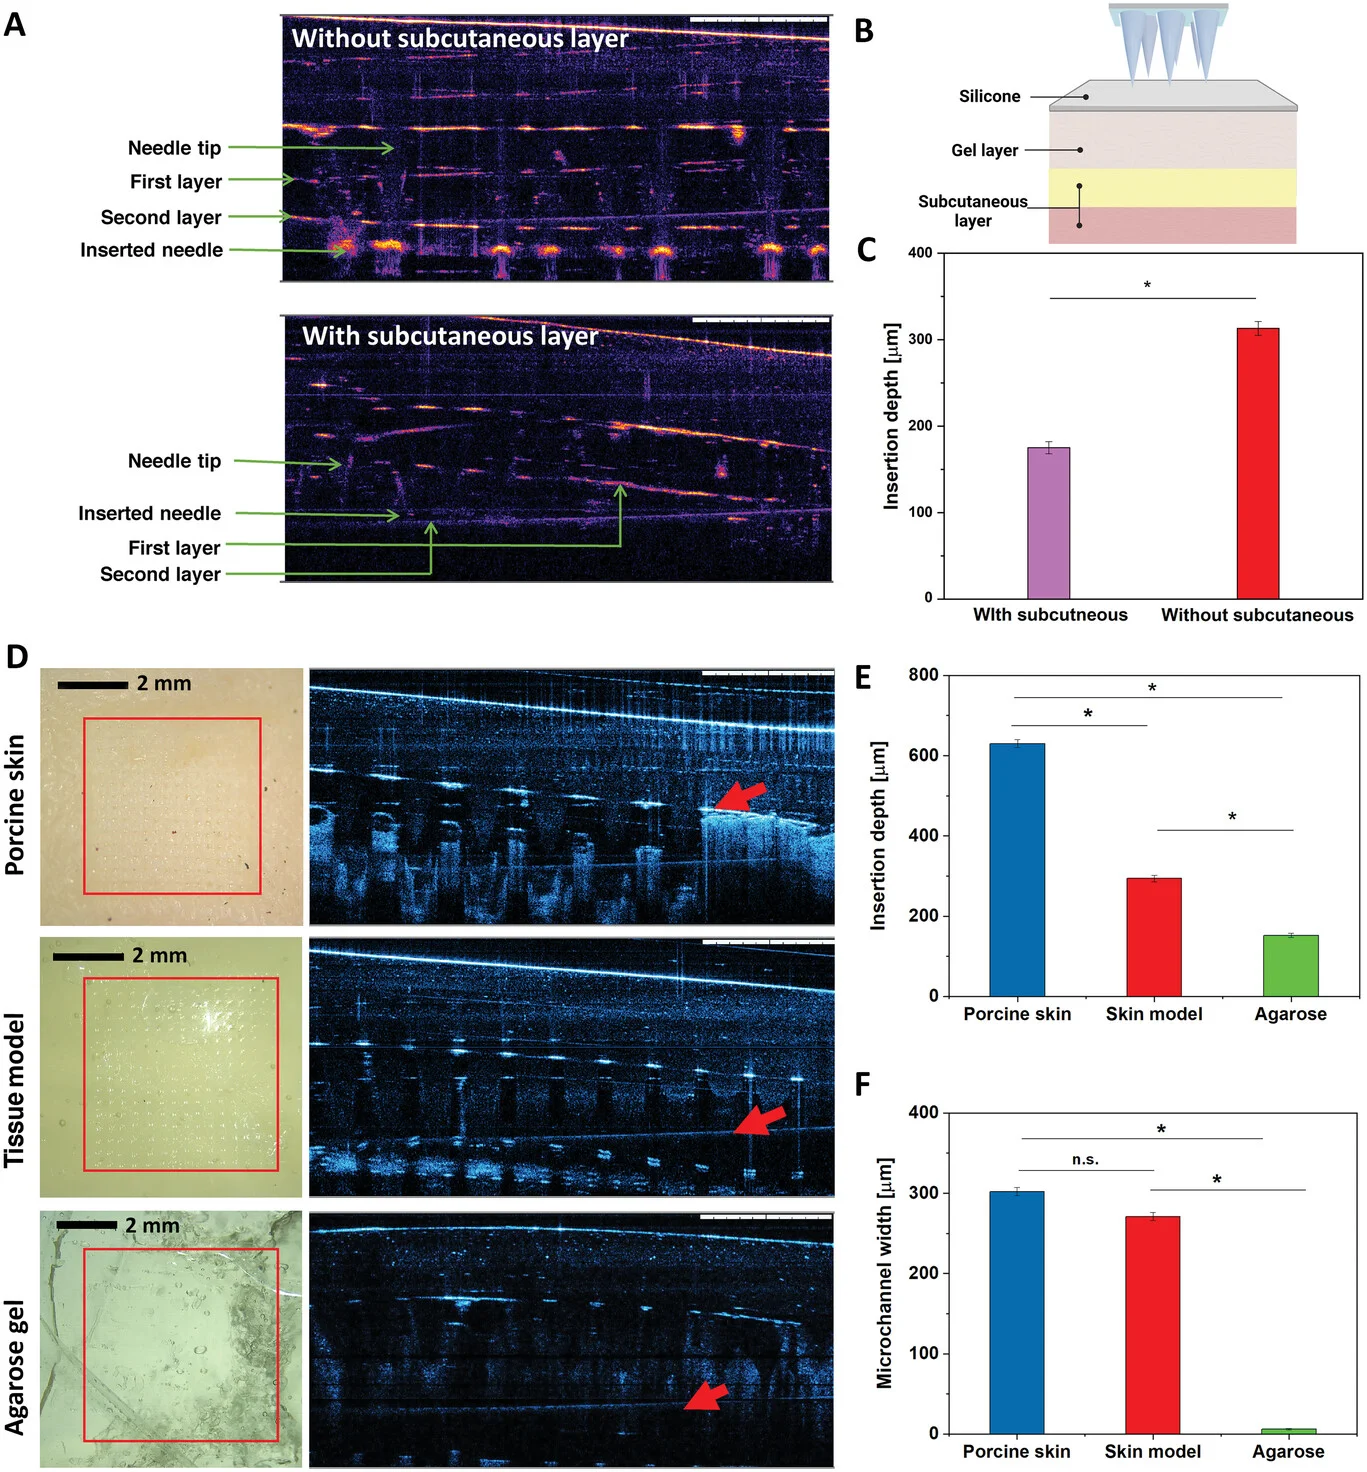 A
Without subcutaneous layer
Needle tip
First layer
Second layer
Inserted needle
With subcutaneous layer
Needle tip
Inserted needle
First layer
Second layer
B
Silicone
Gel layer
Subcutaneous
layer
C
400
300
200
100
0
Insertion depth [μm]
*
WIth subcutneous
Without subcutaneous
D
Porcine skin
2 mm
Tissue model
2 mm
Agarose gel
2 mm
E
800
600
400
200
0
Insertion depth [μm]
*
*
*
Porcine skin
Skin model
Agarose
F
400
300
200
100
0
Microchannel width [μm]
*
n.s.
*
Porcine skin
Skin model
Agarose